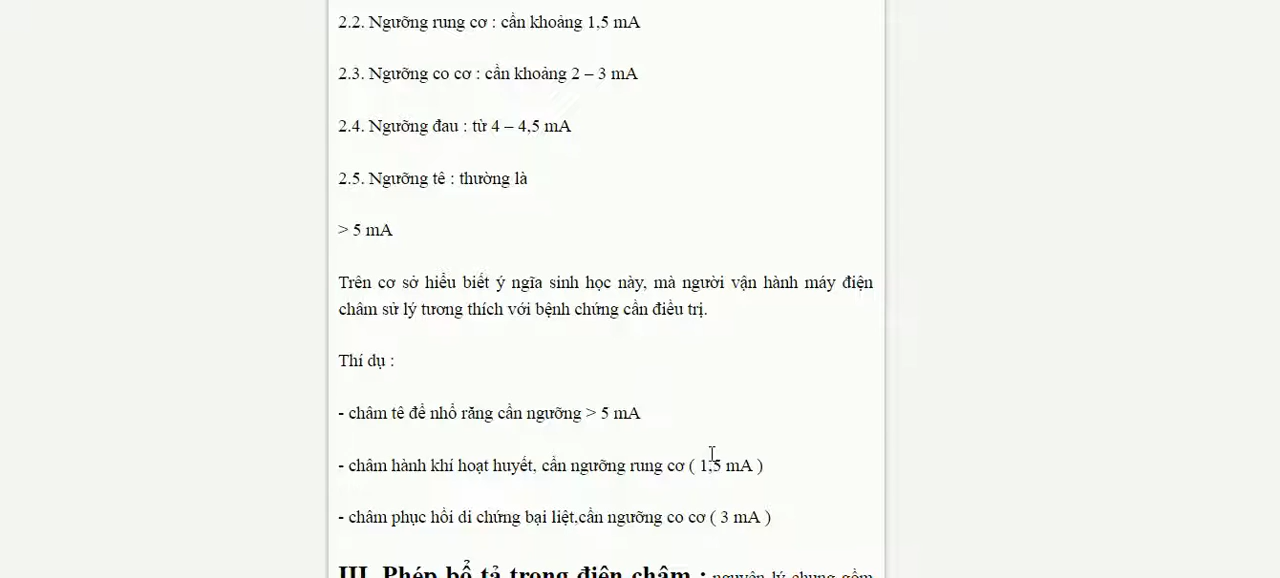 2.2. Ngưỡng rung cơ : cần khoảng 1,5 mA
2.3. Ngưỡng co cơ : cần khoảng 2 – 3 mA
2.4. Ngưỡng đau : từ 4 – 4,5 mA
2.5. Ngưỡng tê : thường là
> 5 mA
Trên cơ sở hiểu biết ý ngĩa sinh học này, mà người vận hành máy điện
châm sử lý tương thích với bệnh chứng cần điều trị.
Thí dụ :
- châm tê để nhổ răng cần ngưỡng > 5 mA
- châm hành khí hoạt huyết, cần ngưỡng rung cơ ( 1,5 mA )
- châm phục hồi di chứng bại liệt,cần ngưỡng co cơ ( 3 mA )
III. Phép bổ tả trong điện châm : nguyên lý chung gồm